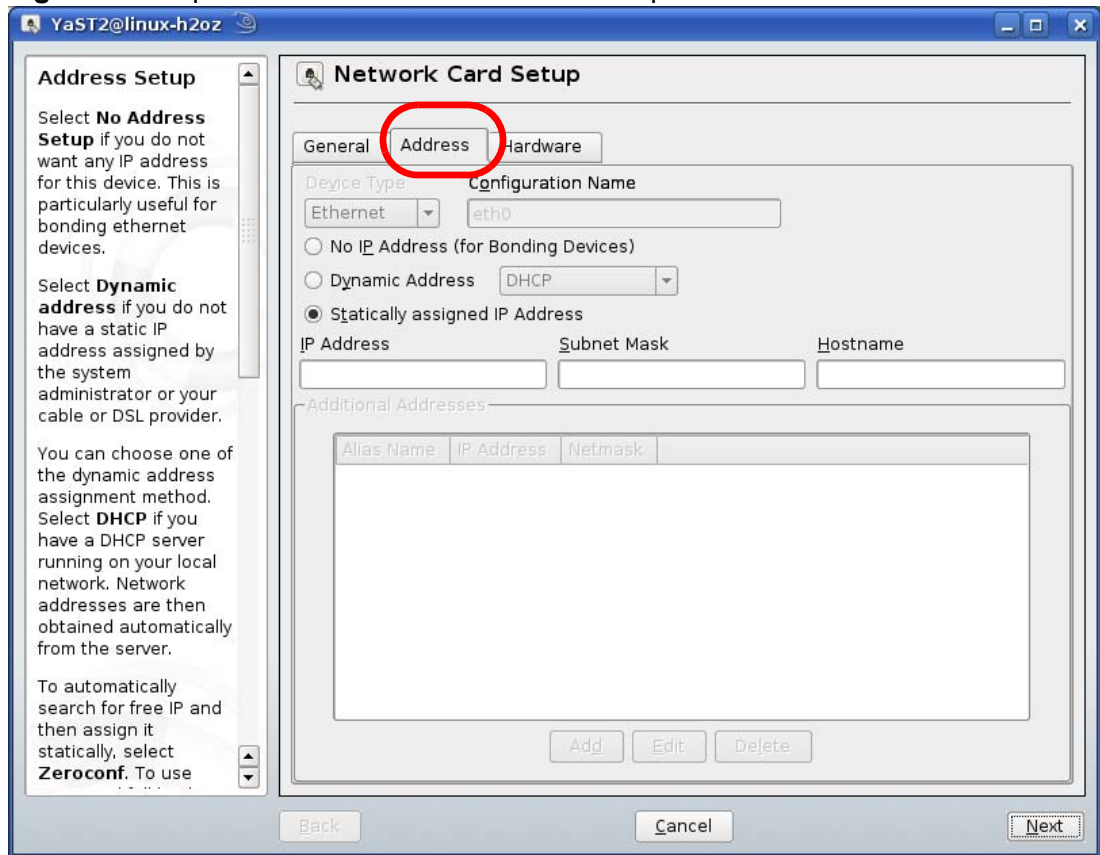 YaST2@linux-h2oz
Address Setup
Select No Address
Setup if you do not
want any IP address
for this device. This is
particularly useful for
bonding ethernet
devices.
Select Dynamic
address if you do not
have a static IP
address assigned by
the system
administrator or your
cable or DSL provider.
You can choose one of
the dynamic address
assignment method.
Select DHCP if you
have a DHCP server
running on your local
network. Network
addresses are then
obtained automatically
from the server.
To automatically
search for free IP and
then assign it
statically, select
Zeroconf. To use
Network Card Setup
General Address Hardware
Device Type Configuration Name
Ethernet eth0
No IP Address (for Bonding Devices)
Dynamic Address DHCP
Statically assigned IP Address
IP Address Subnet Mask Hostname
Additional Addresses
Alias Name IP Address Netmask
Add Edit Delete
Back Cancel Next